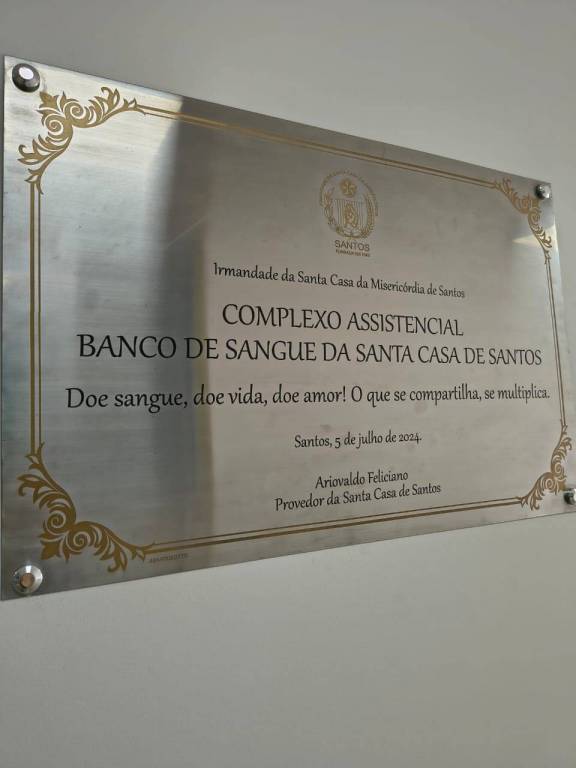 SANTOS
Irmandade da Santa Casa da Misericórdia de Santos
COMPLEXO ASSISTENCIAL
BANCO DE SANGUE DA SANTA CASA DE SANTOS
Doe sangue, doe vida, doe amor! O que se compartilha, se multiplica.
Santos, 5 de julho de 2024.
Ariovaldo Feliciano
Provedor da Santa Casa de Santos